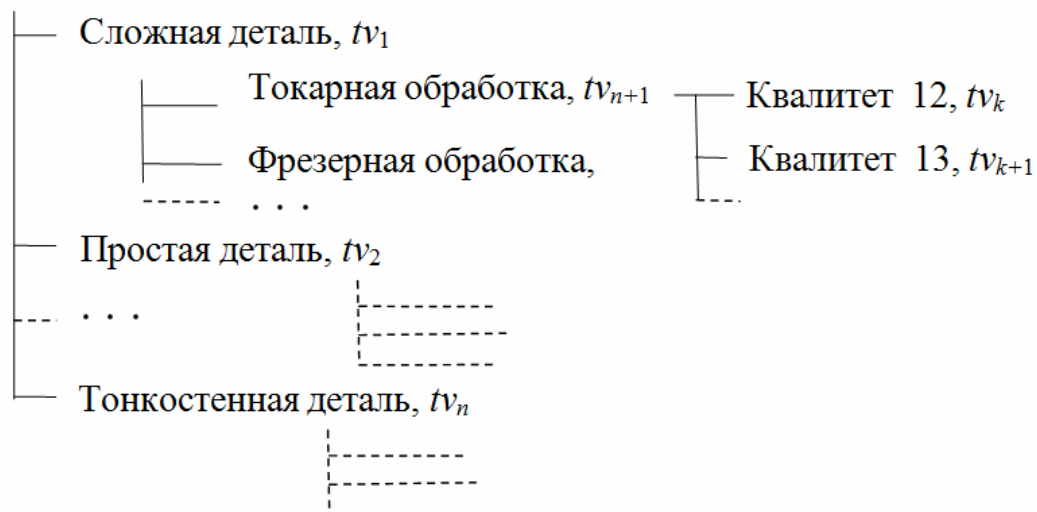 Сложная деталь, tv₁
Токарная обработка, tvₙ₊₁
Квалитет 12, tvₖ
Фрезерная обработка,
Квалитет 13, tvₖ₊₁
. . .
Простая деталь, tv₂
. . .
Тонкостенная деталь, tvₙ